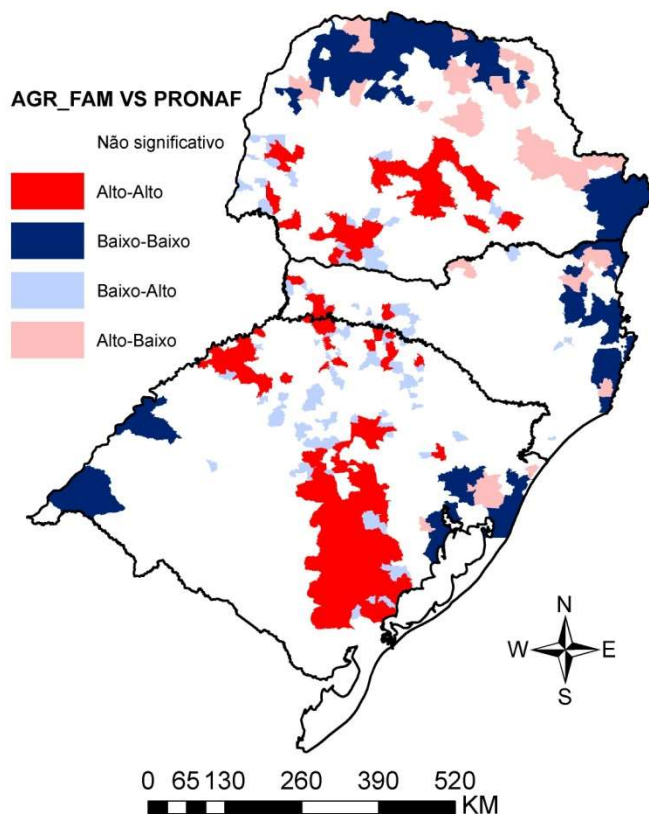 AGR_FAM VS PRONAF
Não significativo
Alto-Alto
Baixo-Baixo
Baixo-Alto
Alto-Baixo
N
W E
S
0 65 130 260 390 520
KM